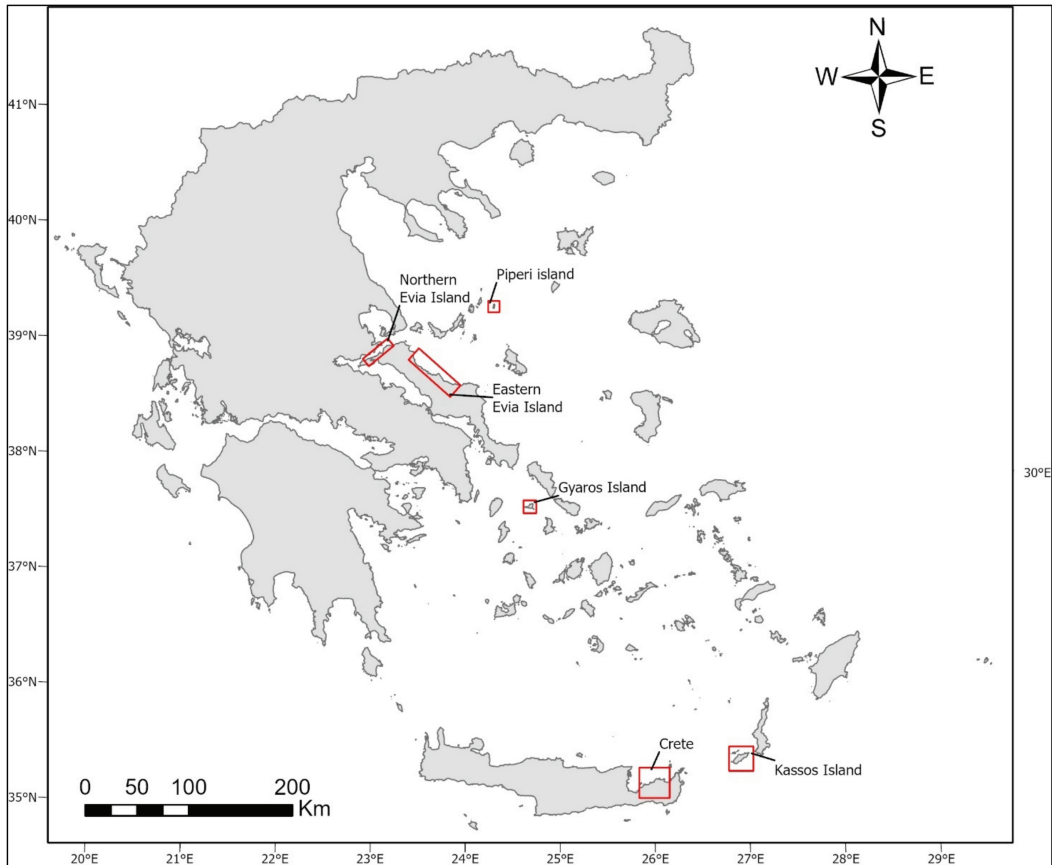 N
W E
S
41°N
40°N
39°N
38°N
37°N
36°N
35°N
Northern
Evia Island
Piperi island
Eastern
Evia Island
30°E
Gyaros Island
Crete
Kassos Island
0 50 100 200
Km
20°E 21°E 22°E 23°E 24°E 25°E 26°E 27°E 28°E 29°E